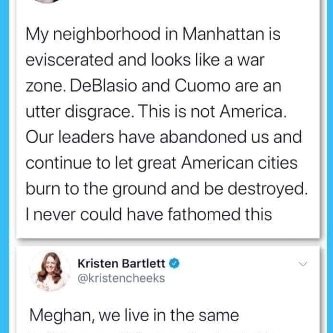 My neighborhood in Manhattan is
eviscerated and looks like a war
zone. DeBlasio and Cuomo are an
utter disgrace. This is not America.
Our leaders have abandoned us and
continue to let great American cities
burn to the ground and be destroyed.
I never could have fathomed this
Kristen Bartlett
@kristencheeks
Meghan, we live in the same